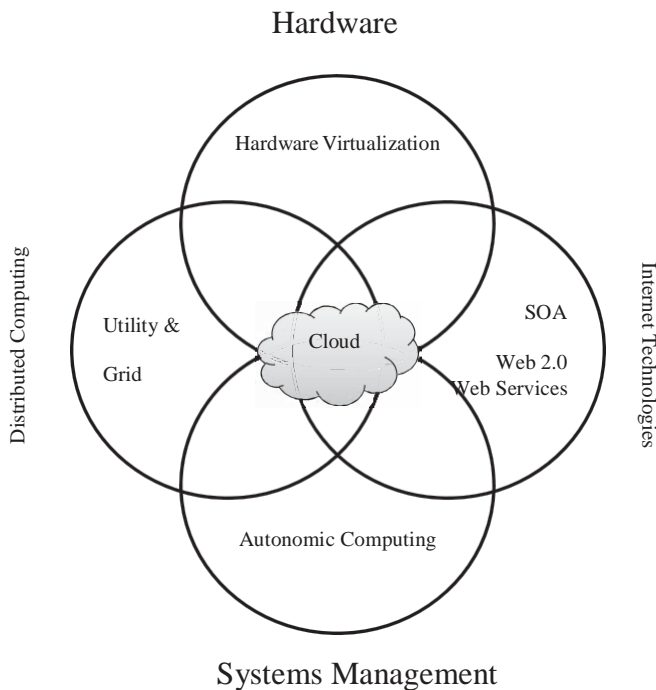 Hardware
Hardware Virtualization
Distributed Computing
Utility &
Grid
Cloud
SOA
Web 2.0
Web Services
Internet Technologies
Autonomic Computing
Systems Management